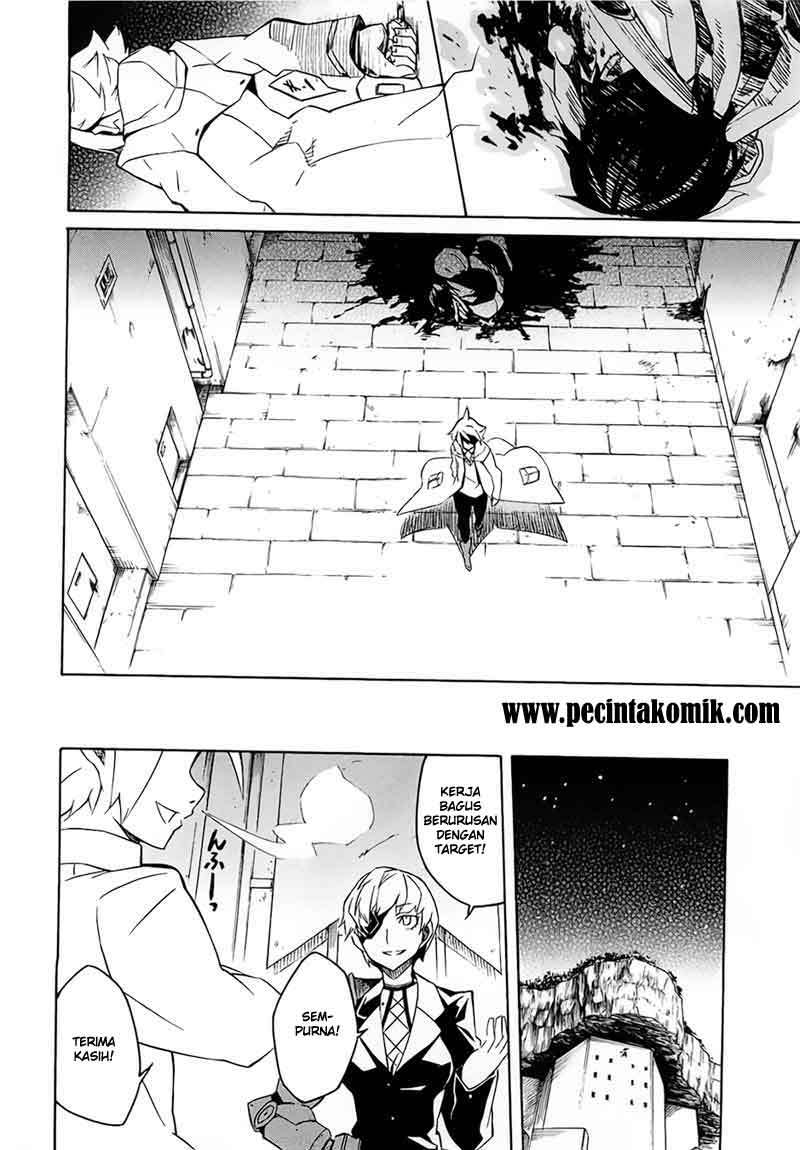 www.pecintakomik.com
KERJA
BAGUS
BERURUSAN
DENGAN
TARGET!
SEM-
PURNA!
んふーっ
TERIMA
KASIH!